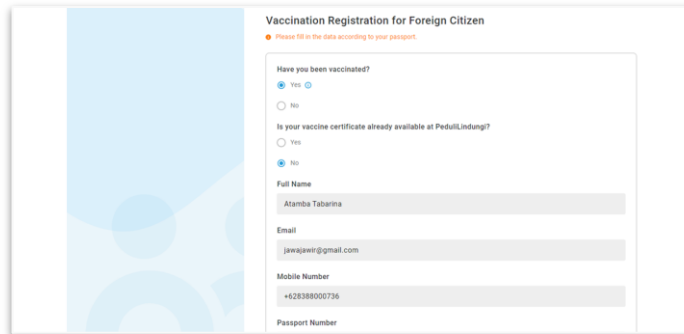 Vaccination Registration for Foreign Citizen
Please fill in the data according to your passport.
Have you been vaccinated?
Yes
No
Is your vaccine certificate already available at PeduliLindungi?
Yes
No
Full Name
Atamba Tabarina
Email
jawajawir@gmail.com
Mobile Number
+628388000736
Passport Number